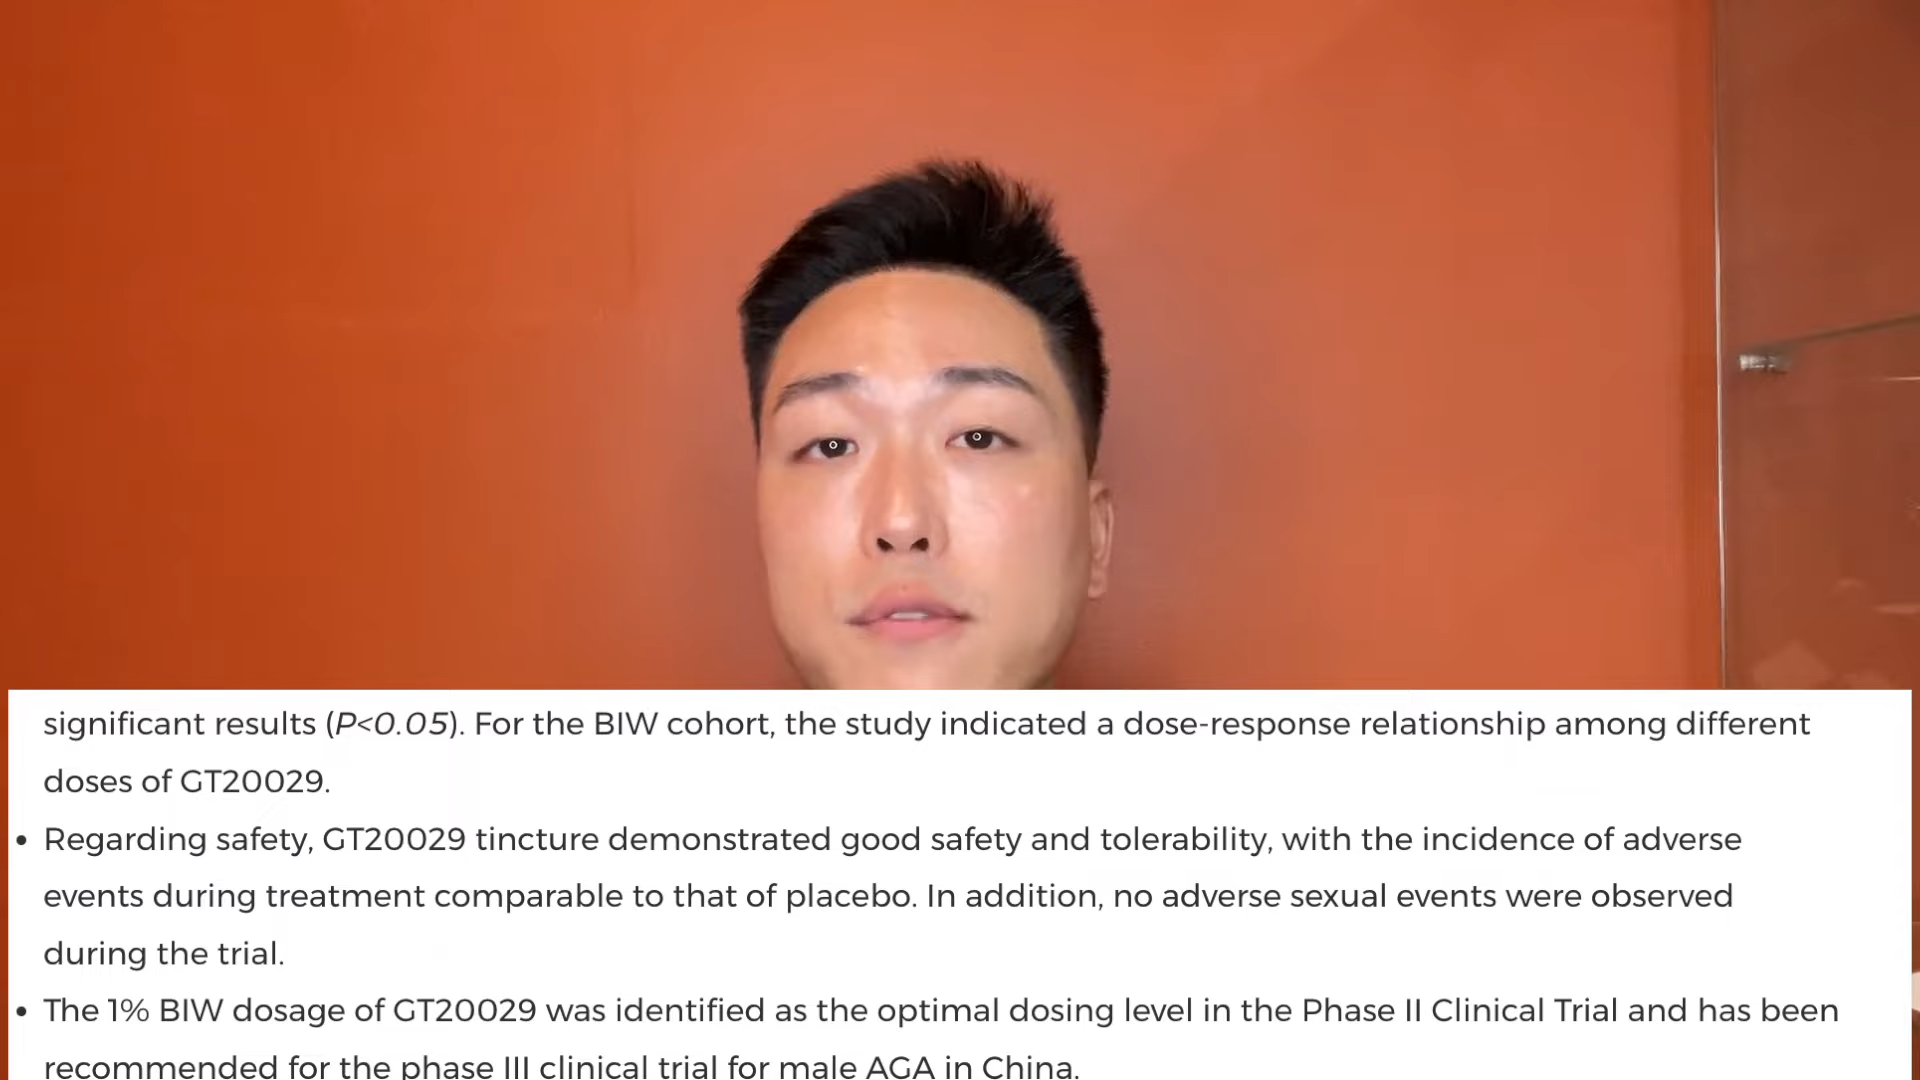 significant results (P<0.05). For the BIW cohort, the study indicated a dose-response relationship among different
doses of GT20029.
• Regarding safety, GT20029 tincture demonstrated good safety and tolerability, with the incidence of adverse
events during treatment comparable to that of placebo. In addition, no adverse sexual events were observed
during the trial.
• The 1% BIW dosage of GT20029 was identified as the optimal dosing level in the Phase II Clinical Trial and has been
recommended for the phase III clinical trial for male AGA in China.